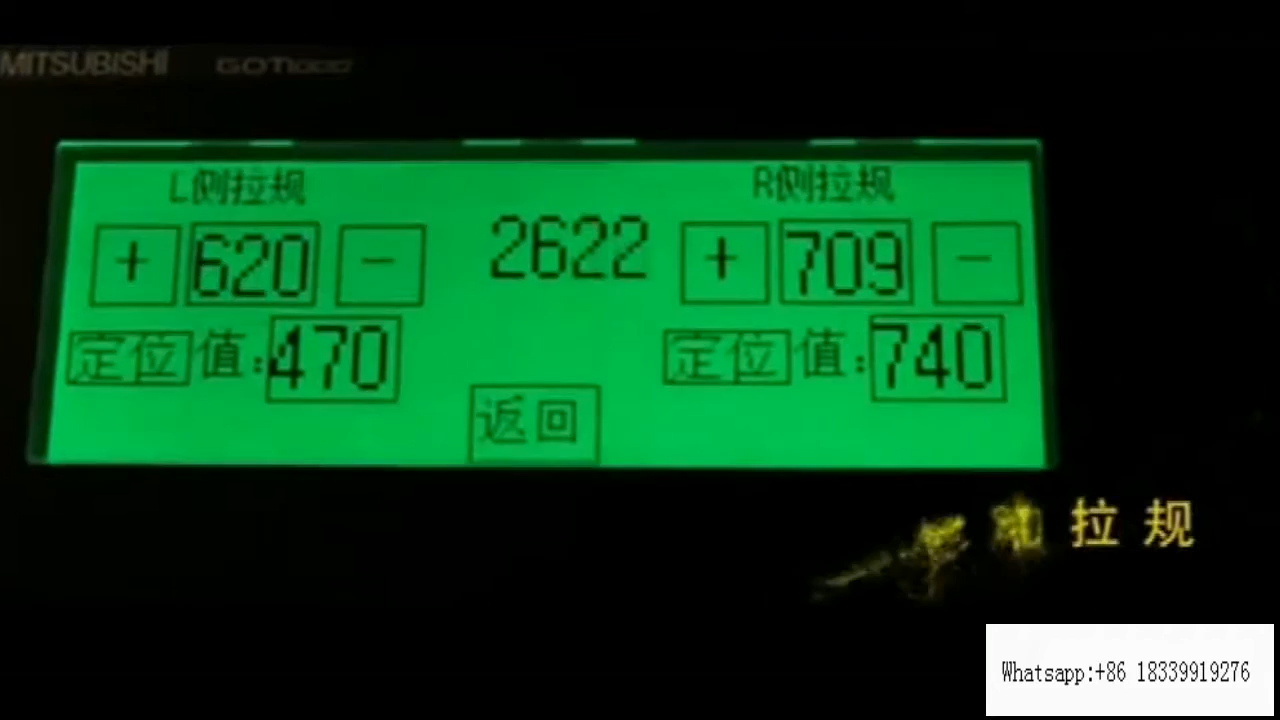 MITSUBISHI GOT1000
L侧拉规 R侧拉规
+ 620 - 2622 + 709 -
定位值:470 定位值:740
返回
拉规
Whatsapp:+86 18339919276